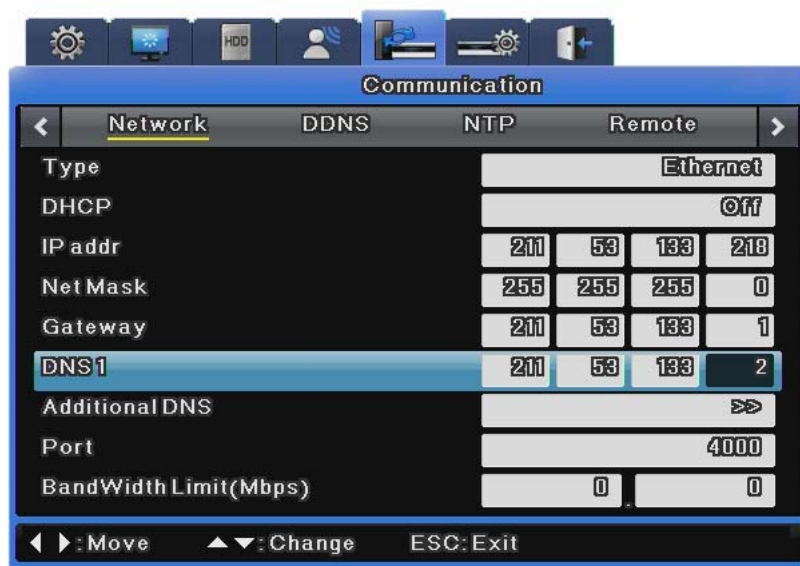 HDD
Communication
Network DDNS NTP Remote
Type Ethernet
DHCP Off
IP addr 211 53 133 218
Net Mask 255 255 255 0
Gateway 211 53 133 1
DNS 1 211 53 133 2
Additional DNS >>
Port 4000
BandWidth Limit(Mbps) 0 . 0
:Move :Change ESC:Exit